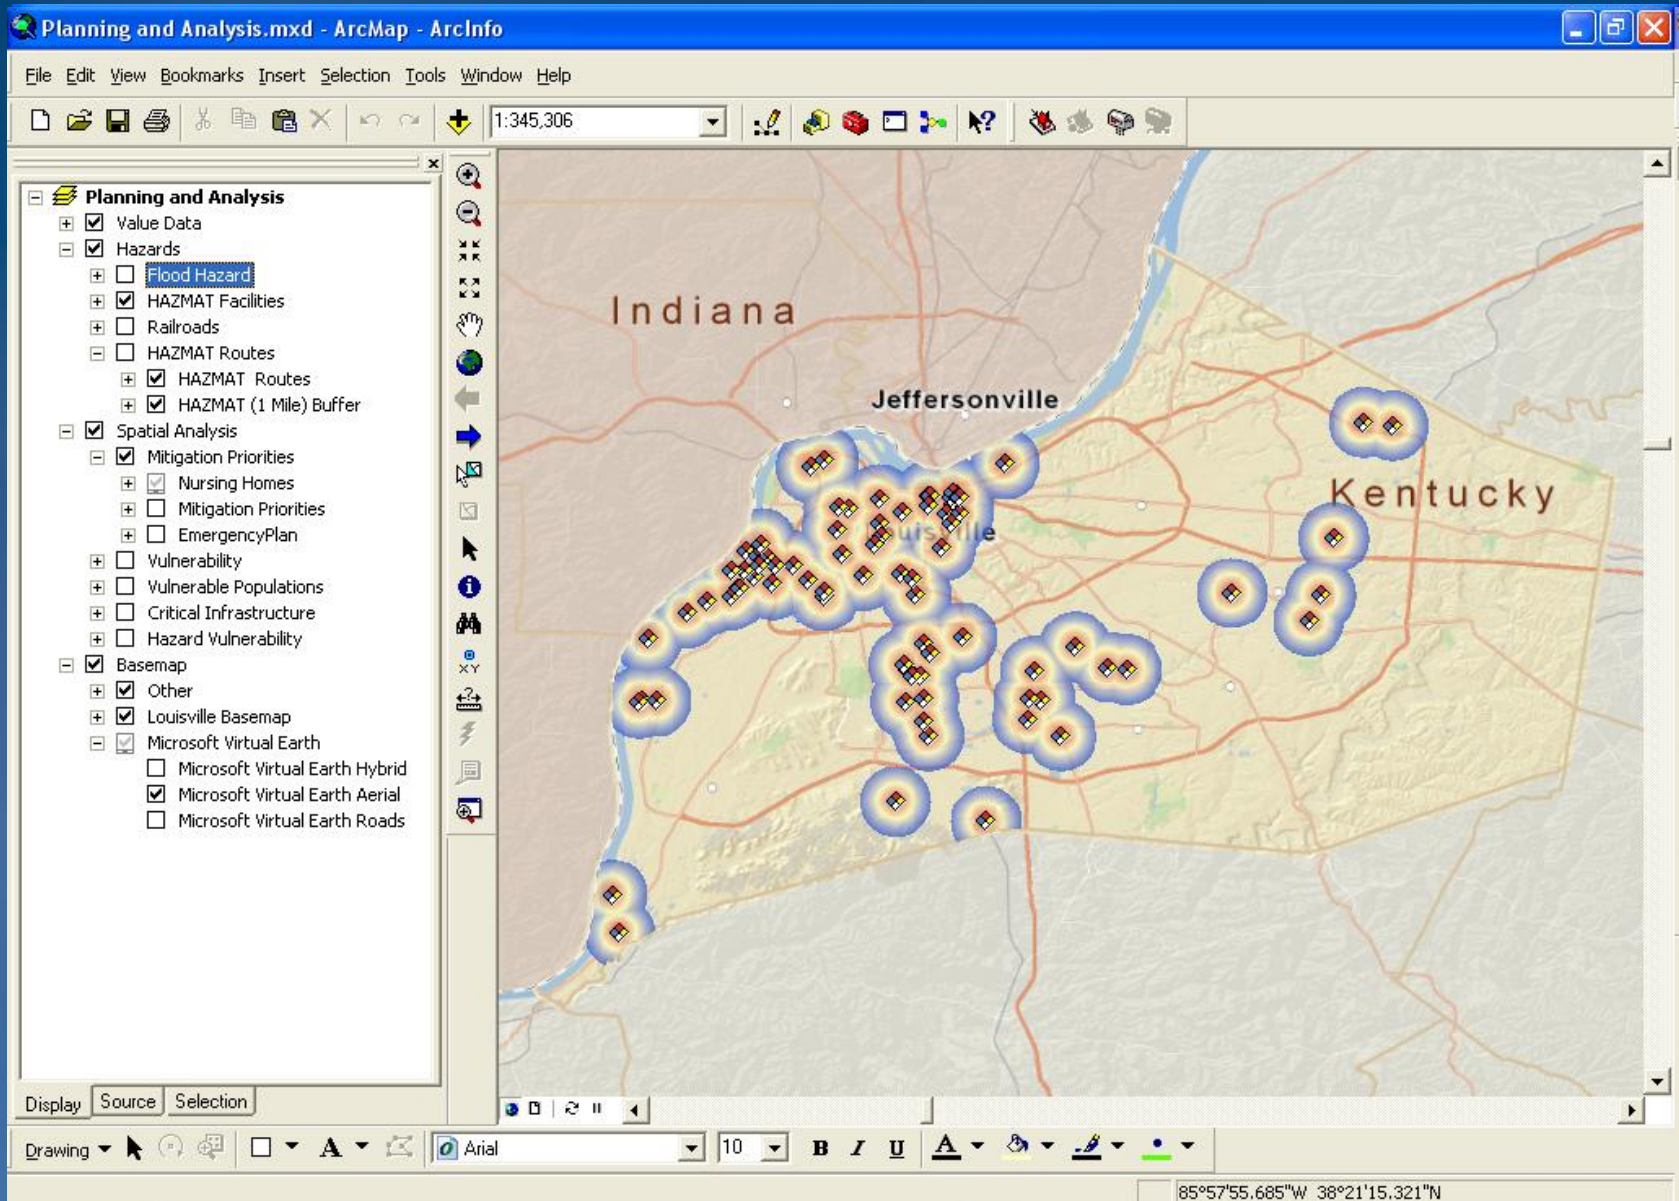 Planning and Analysis.mxd - ArcMap - ArcInfo
File Edit View Bookmarks Insert Selection Tools Window Help
1:345,306
Planning and Analysis
Value Data
Hazards
Flood Hazard
HAZMAT Facilities
Railroads
HAZMAT Routes
HAZMAT Routes
HAZMAT (1 Mile) Buffer
Spatial Analysis
Mitigation Priorities
Nursing Homes
Mitigation Priorities
EmergencyPlan
Vulnerability
Vulnerable Populations
Critical Infrastructure
Hazard Vulnerability
Basemap
Other
Louisville Basemap
Microsoft Virtual Earth
Microsoft Virtual Earth Hybrid
Microsoft Virtual Earth Aerial
Microsoft Virtual Earth Roads
XY
Indiana
Jeffersonville
Kentucky
Louisville
Display Source Selection
Drawing A Arial 10 B I U A
85°57'55.685"W 38°21'15.321"N